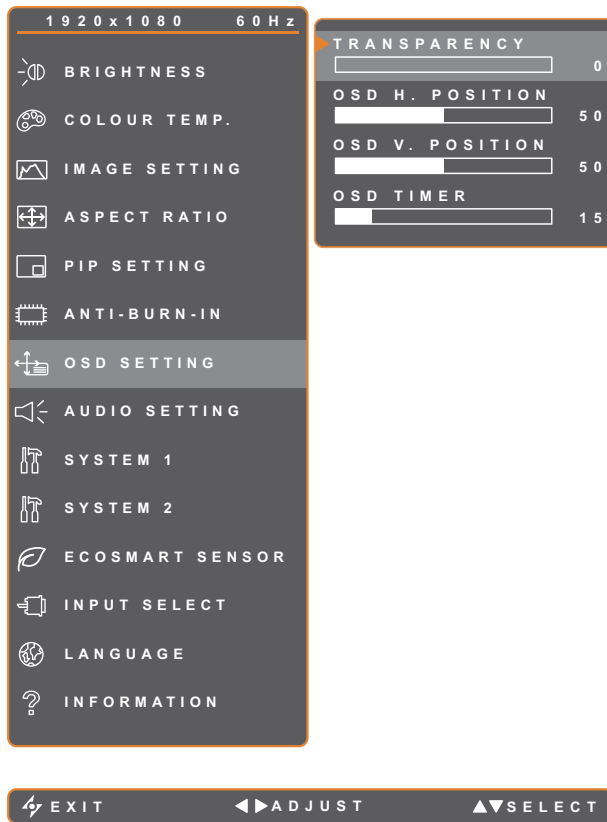 1920x1080 60Hz
BRIGHTNESS
COLOUR TEMP.
IMAGE SETTING
ASPECT RATIO
PIP SETTING
ANTI-BURN-IN
OSD SETTING
AUDIO SETTING
SYSTEM 1
SYSTEM 2
ECOSMART SENSOR
INPUT SELECT
LANGUAGE
INFORMATION
TRANSPARENCY
0
OSD H. POSITION
50
OSD V. POSITION
50
OSD TIMER
15
EXIT ADJUST SELECT